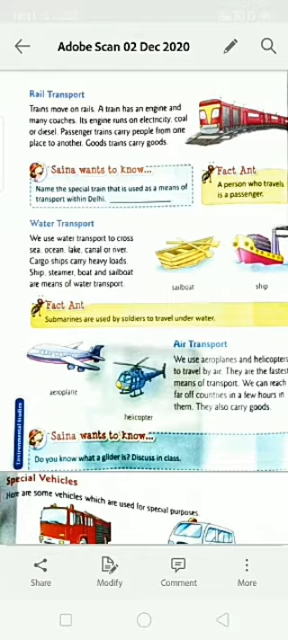 Adobe Scan 02 Dec 2020
Rail Transport
Trains move on rails. A train has an engine and
many coaches. Its engine runs on electricity, coal
or diesel. Passenger trains carry people from one
place to another. Goods trains carry goods.
Saina wants to know...
Name the special train that is used as a means of
transport within Delhi.
Fact Ant
A person who travels
is a passenger.
Water Transport
We use water transport to cross
sea, ocean, lake, canal or river.
Cargo ships carry heavy loads.
Ship, steamer, boat and sailboat
are means of water transport.
sailboat
ship
Fact Ant
Submarines are used by soldiers to travel under water.
Air Transport
We use aeroplanes and helicopters
to travel by air. They are the fastest
means of transport. We can reach
far off countries in a few hours in
them. They also carry goods.
aeroplane
helicopter
Environmental Studies
Saina wants to know...
Do you know what a glider is? Discuss in class.
Special Vehicles
Here are some vehicles which are used for special purposes.
Share
Modify
Comment
More